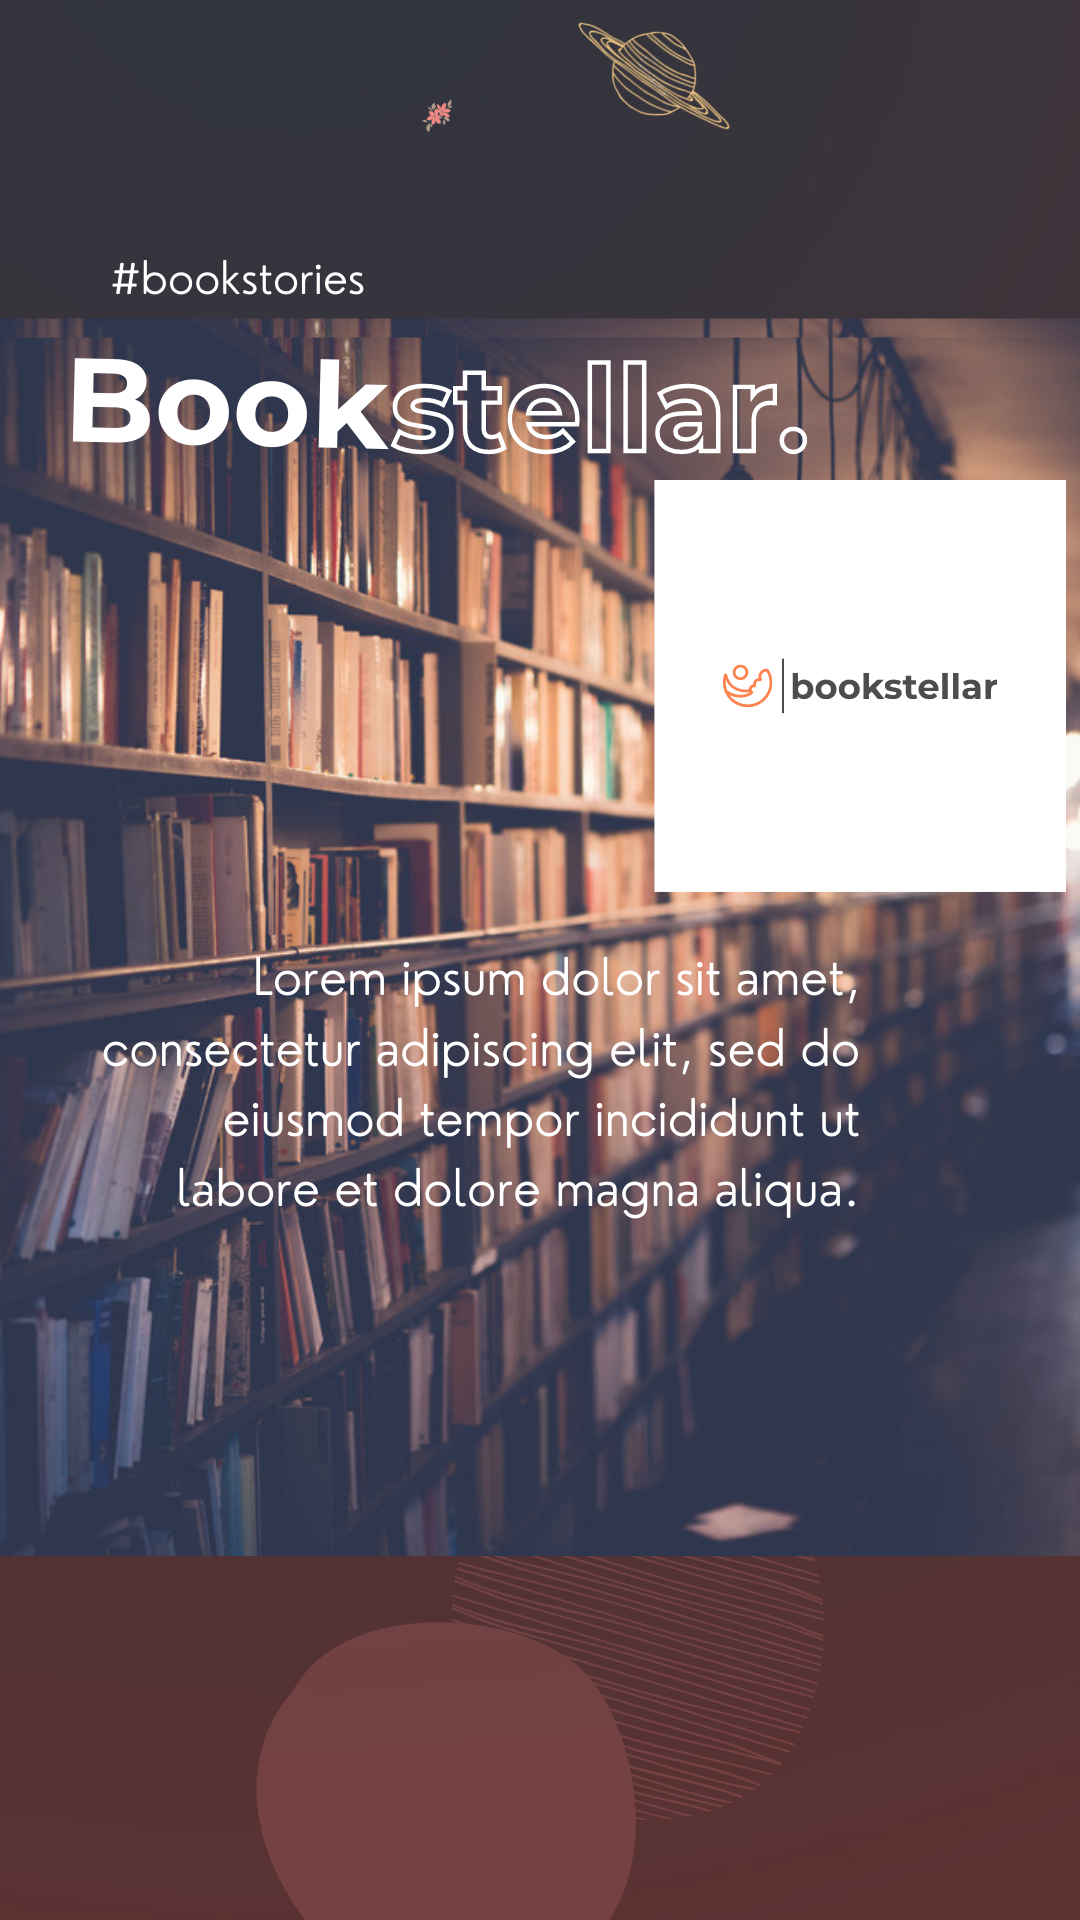 #bookstories
Bookstellar.
bookstellar
Lorem ipsum dolor sit amet,
consectetur adipiscing elit, sed do
eiusmod tempor incididunt ut
labore et dolore magna aliqua.